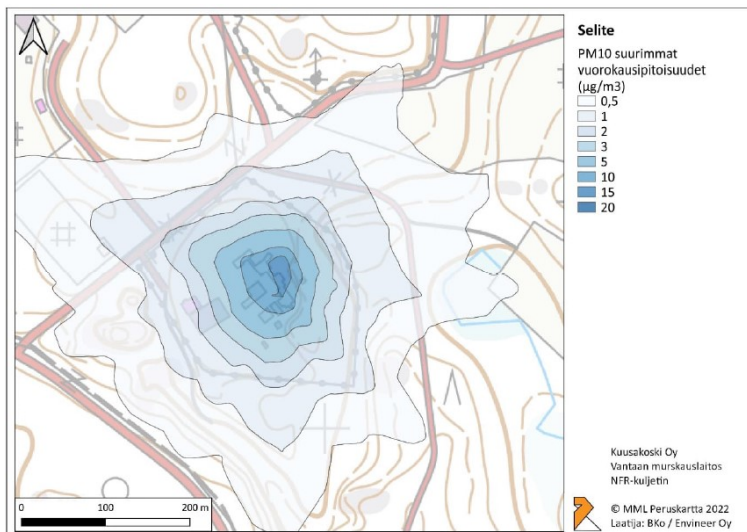 Selite
PM10 suurimmat
vuorokausipitoisuudet
(µg/m3)
0,5
1
2
3
5
10
15
20
0 100 200 m
Kuusakoski Oy
Vantaan murskauslaitos
NFR-kuljetin
© MML Peruskartta 2022
Laatija: BKo / Envineer Oy